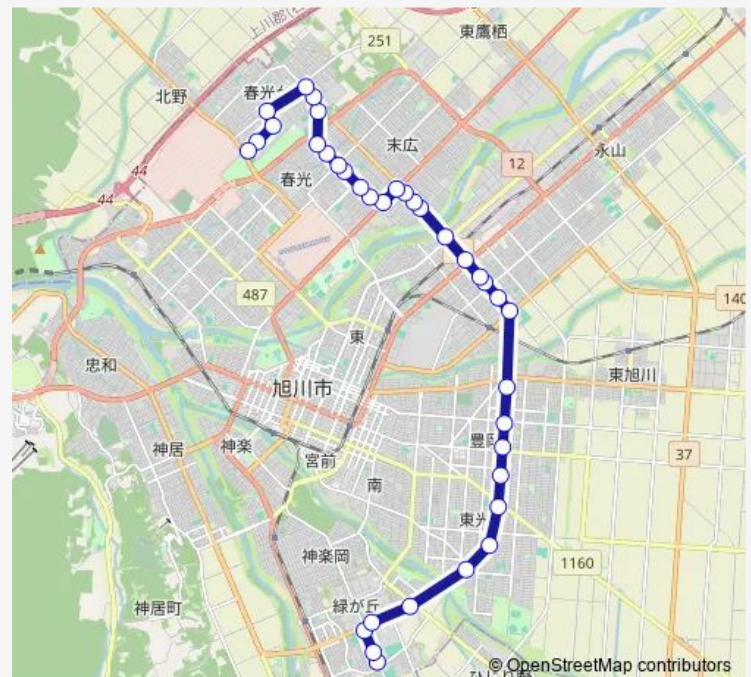 上川郡
251
東鷹栖
北野
春光
末広
12
永山
44
春光
44
487
140
東
忠和
東旭川
旭川市
神居
神楽
宮前
豊岡
37
南
東光
1160
神楽岡
緑が丘
神居町
© OpenStreetMap contributors